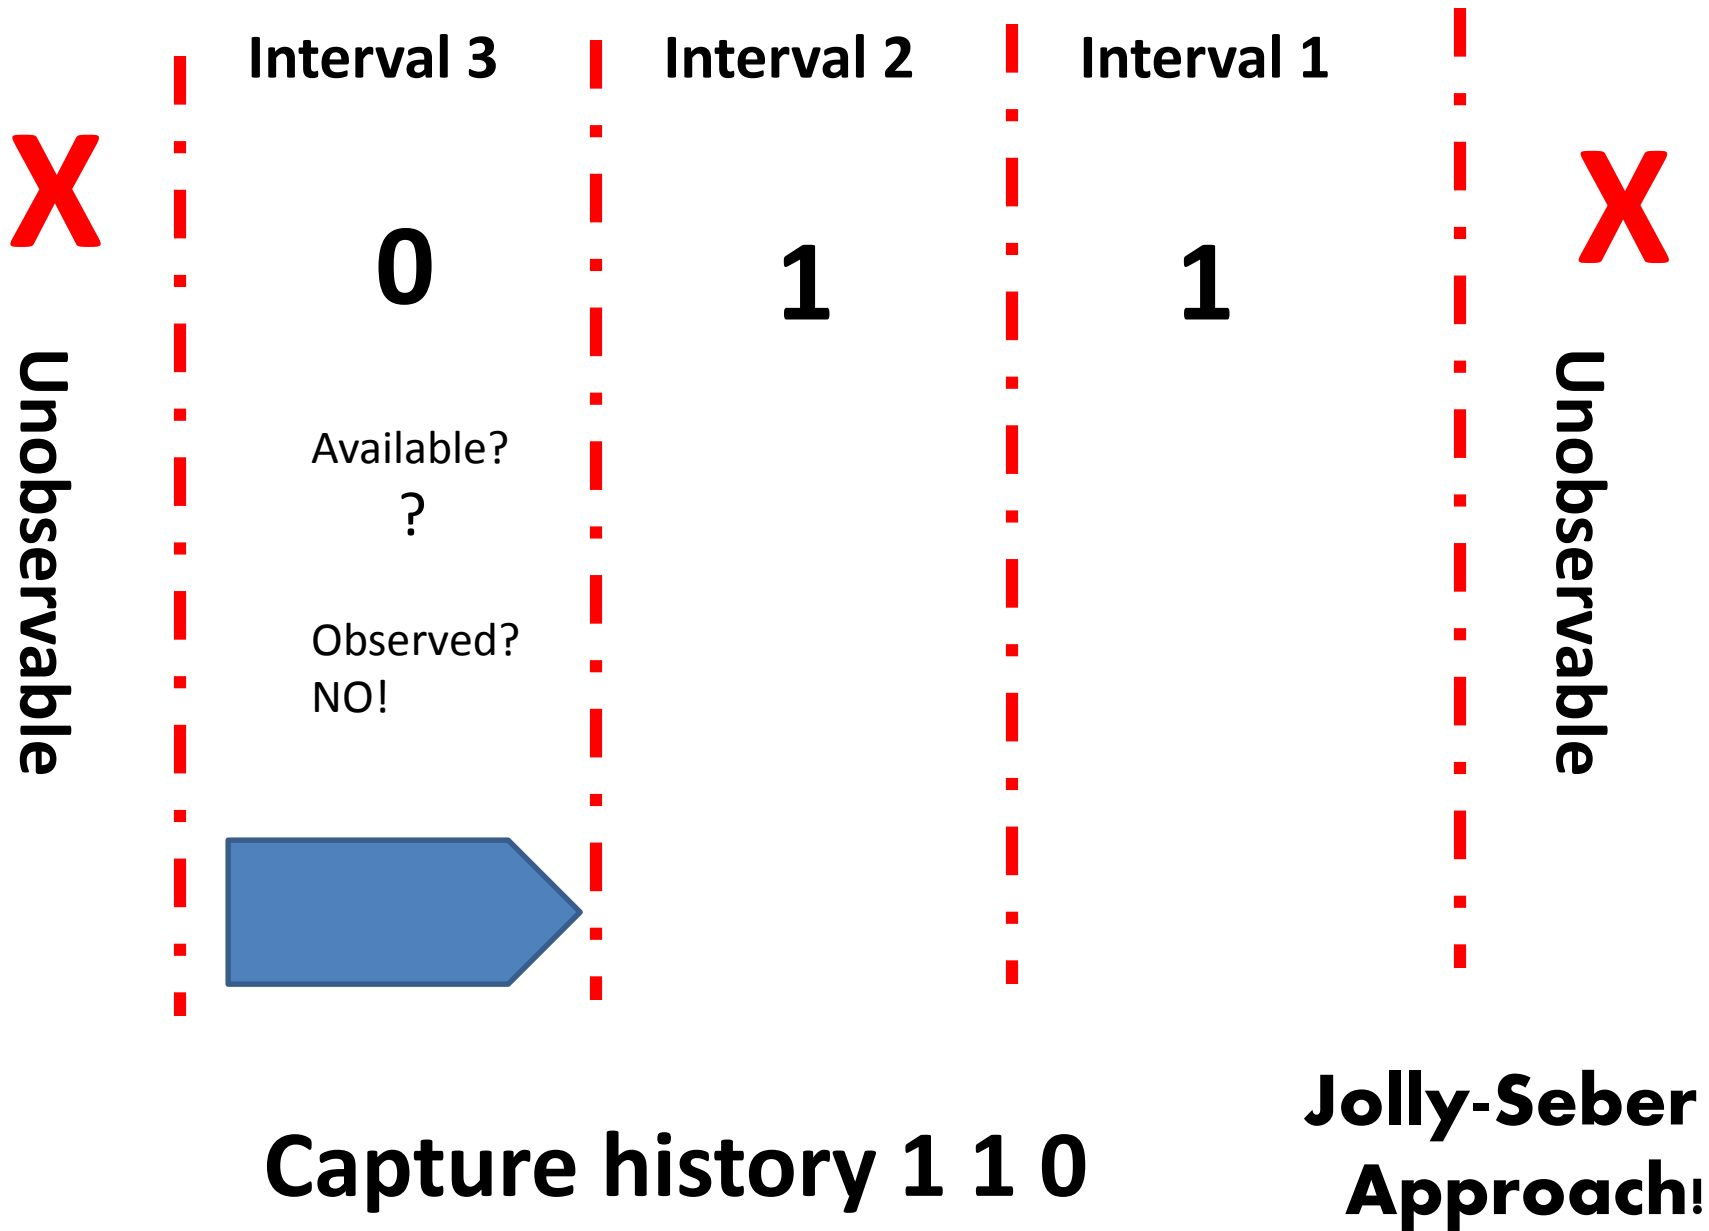 Interval 3
Interval 2
Interval 1
X
X
0
1
1
Unobservable
Unobservable
Available?
?
Observed?
NO!
Capture history 1 1 0
Jolly-Seber
Approach!